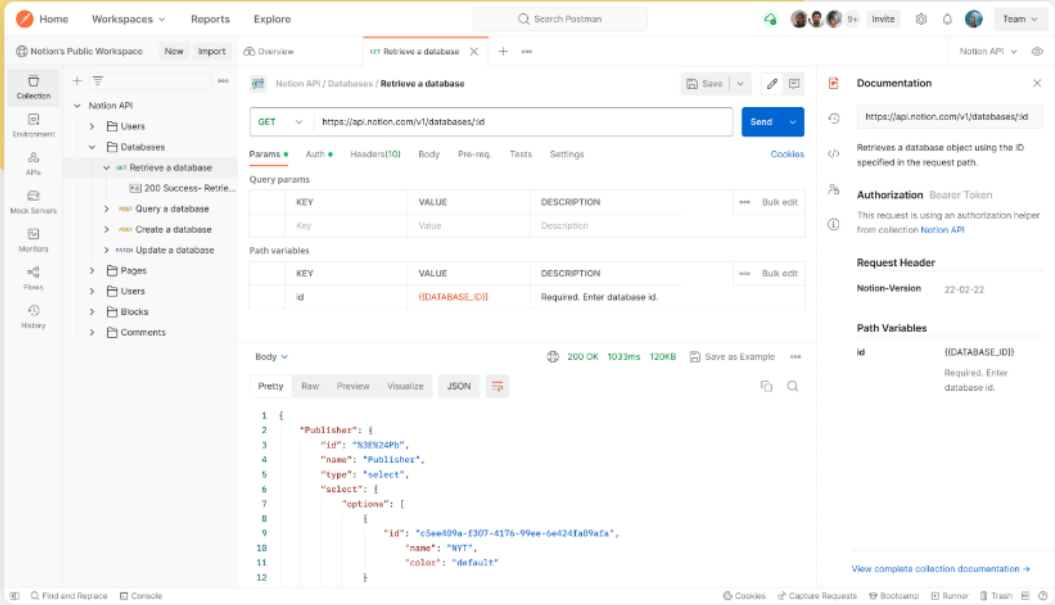 Home Workspaces Reports Explore Search Postman 9+ Invite Team
Notion's Public Workspace New Import Overview GET Retrieve a database Notion API
Collection
Environment
APIs
Mock Servers
Monitors
Flows
History
Notion API
Users
Databases
GET Retrieve a database
200 Success- Retrie...
POST Query a database
POST Create a database
PATCH Update a database
Pages
Users
Blocks
Comments
Notion API / Databases / Retrieve a database Save
GET https://api.notion.com/v1/databases/:id Send
Params Auth Headers(10) Body Pre-req. Tests Settings Cookies
Query params
KEY VALUE DESCRIPTION Bulk edit
Key Value Description
Path variables
KEY VALUE DESCRIPTION Bulk edit
id {{DATABASE_ID}} Required. Enter database id.
Body 200 OK 1033ms 120KB Save as Example
Pretty Raw Preview Visualize JSON
1 {
2 "Publisher": {
3 "id": "%3E%24Pb",
4 "name": "Publisher",
5 "type": "select",
6 "select": {
7 "options": [
8 {
9 "id": "c5ee409a-f307-4176-99ee-6e424fa89afa",
10 "name": "NYT",
11 "color": "default"
12 }
Documentation
https://api.notion.com/v1/databases/:id
Retrieves a database object using the ID
specified in the request path.
Authorization Bearer Token
This request is using an authorization helper
from collection Notion API
Request Header
Notion-Version 22-02-22
Path Variables
id {{DATABASE_ID}}
Required. Enter
database id.
View complete collection documentation →
Find and Replace Console Cookies Capture Requests Bootcamp Runner Trash